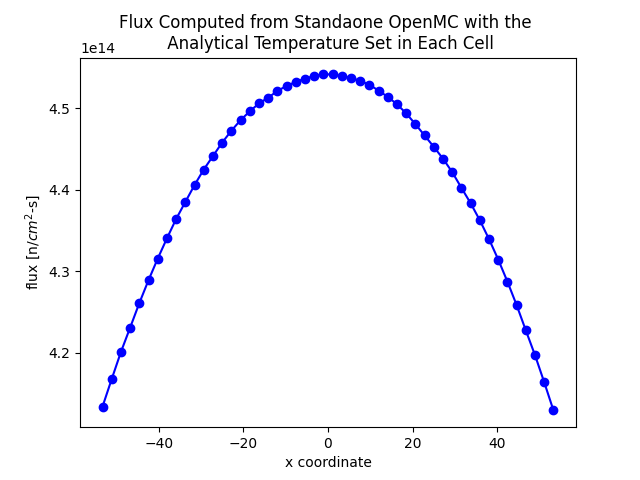 Flux Computed from Standaone OpenMC with the
Analytical Temperature Set in Each Cell
1e14
4.5
4.4
4.3
4.2
flux [n/cm²-s]
−40 −20 0 20 40
x coordinate